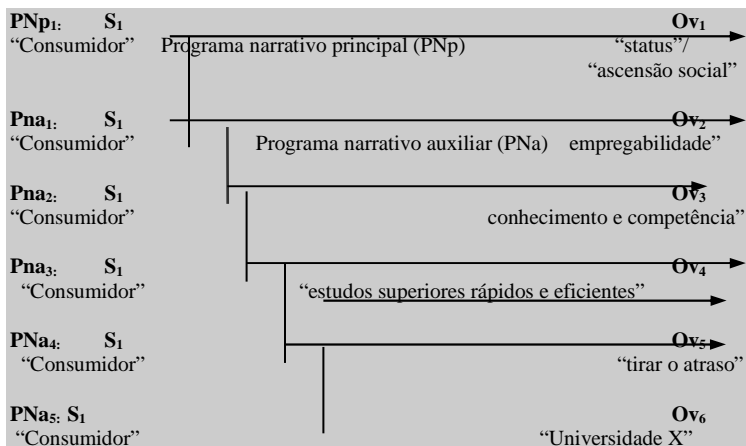 PNp₁: S₁ Ov₁
“Consumidor” Programa narrativo principal (PNp) “status”/
“ascensão social”
Pna₁: S₁ Ov₂
“Consumidor” Programa narrativo auxiliar (PNa) empregabilidade”
Pna₂: S₁ Ov₃
“Consumidor” conhecimento e competência”
Pna₃: S₁ Ov₄
“Consumidor” “estudos superiores rápidos e eficientes”
PNa₄: S₁ Ov₅
“Consumidor” “tirar o atraso”
PNa₅: S₁ Ov₆
“Consumidor” “Universidade X”